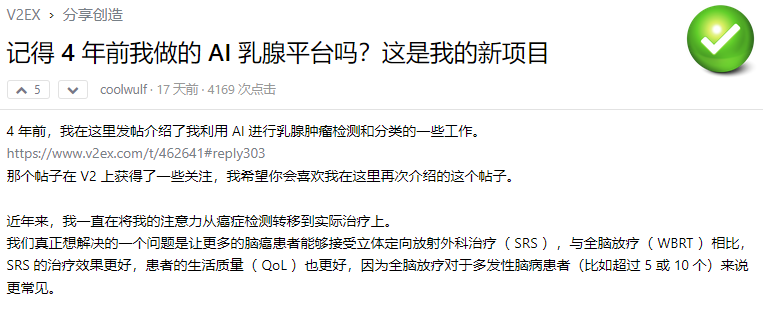 V2EX › 分享创造
记得 4 年前我做的 AI 乳腺平台吗？这是我的新项目
5 coolwulf · 17 天前 · 4169 次点击
4 年前，我在这里发帖介绍了我利用 AI 进行乳腺肿瘤检测和分类的一些工作。
https://www.v2ex.com/t/462641#reply303
那个帖子在 V2 上获得了一些关注，我希望你会喜欢我在这里再次介绍的这个帖子。
近年来，我一直在将我的注意力从癌症检测转移到实际治疗上。
我们真正想解决的一个问题是让更多的脑癌患者能够接受立体定向放射外科治疗（ SRS ），与全脑放疗（ WBRT ）相比，
SRS 的治疗效果更好，患者的生活质量（ QoL ）也更好，因为全脑放疗对于多发性脑病患者（比如超过 5 或 10 个）来说
更常见。